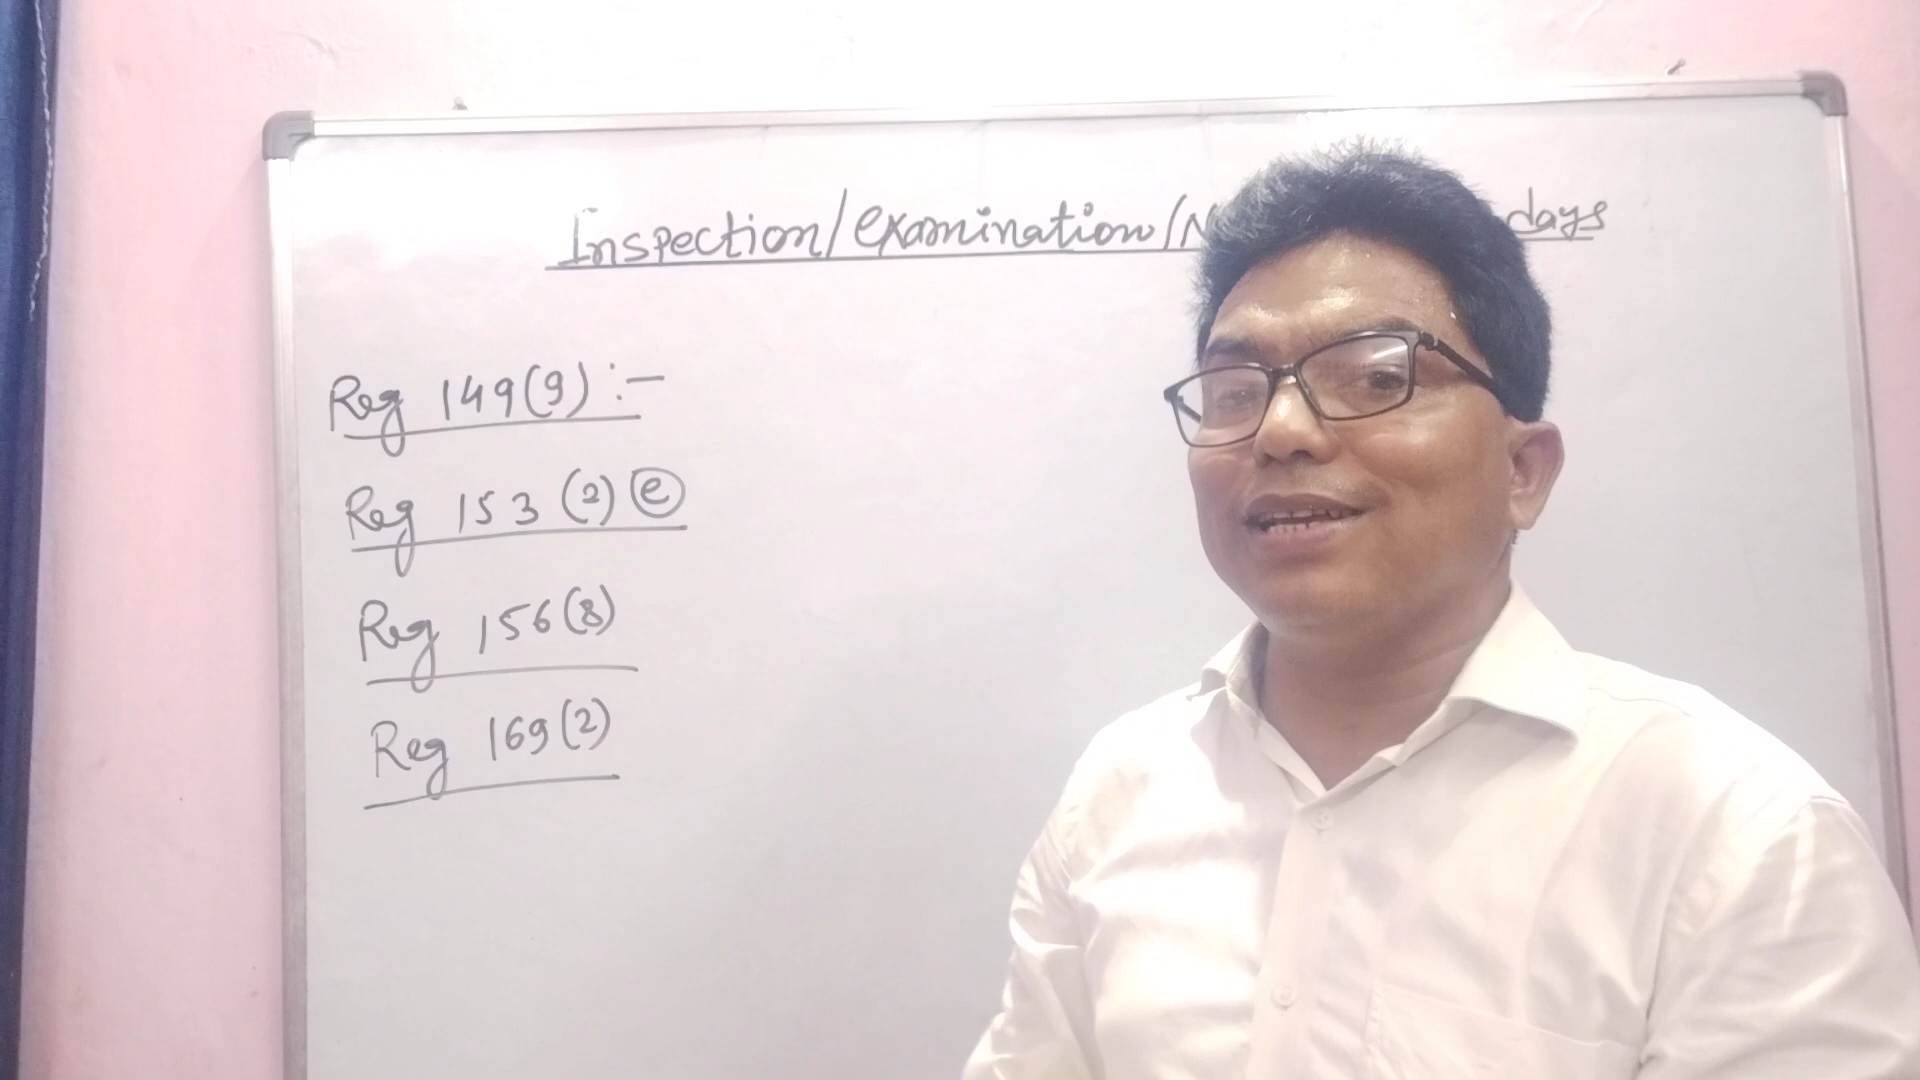 Inspection/examination/ days
Reg 149(9) :-
Reg 153 (2) (e)
Reg 156(8)
Reg 169(2)